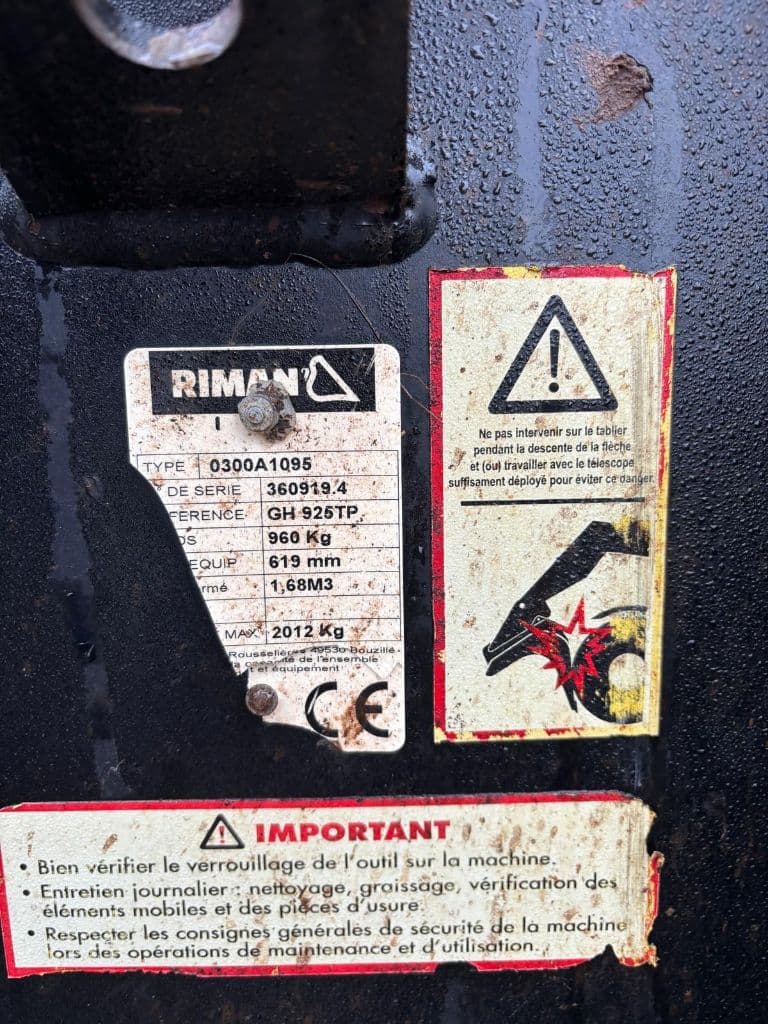 RIMAN
TYPE 0300A1095
DE SERIE 360919.4
FERENCE GH 925TP
DS 960 Kg
EQUIP 619 mm
rmé 1,68M3
MAX 2012 Kg
Rousselières 49530 Bouzillé
la capacité de l'ensemble
t et équipement
CE
Ne pas intervenir sur le tablier
pendant la descente de la flèche
et (ou) travailler avec le télescope
suffisament déployé pour éviter ce danger.
IMPORTANT
• Bien vérifier le verrouillage de l'outil sur la machine.
• Entretien journalier : nettoyage, graissage, vérification des
éléments mobiles et des pièces d'usure.
• Respecter les consignes générales de sécurité de la machine
lors des opérations de maintenance et d'utilisation.